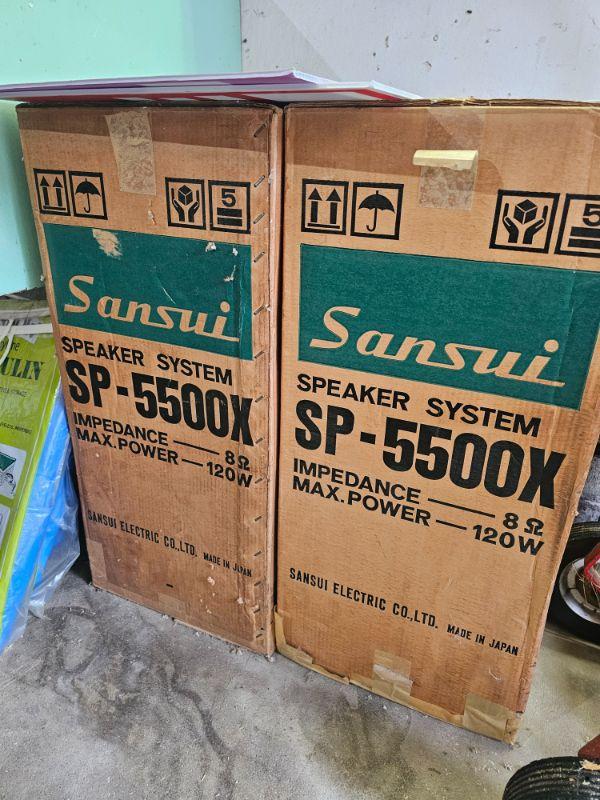 5
Sansui
SPEAKER SYSTEM
SP-5500X
IMPEDANCE — 8Ω
MAX. POWER — 120W
SANSUI ELECTRIC CO.,LTD. MADE IN JAPAN
5
Sansui
SPEAKER SYSTEM
SP-5500X
IMPEDANCE — 8Ω
MAX. POWER — 120W
SANSUI ELECTRIC CO.,LTD. MADE IN JAPAN